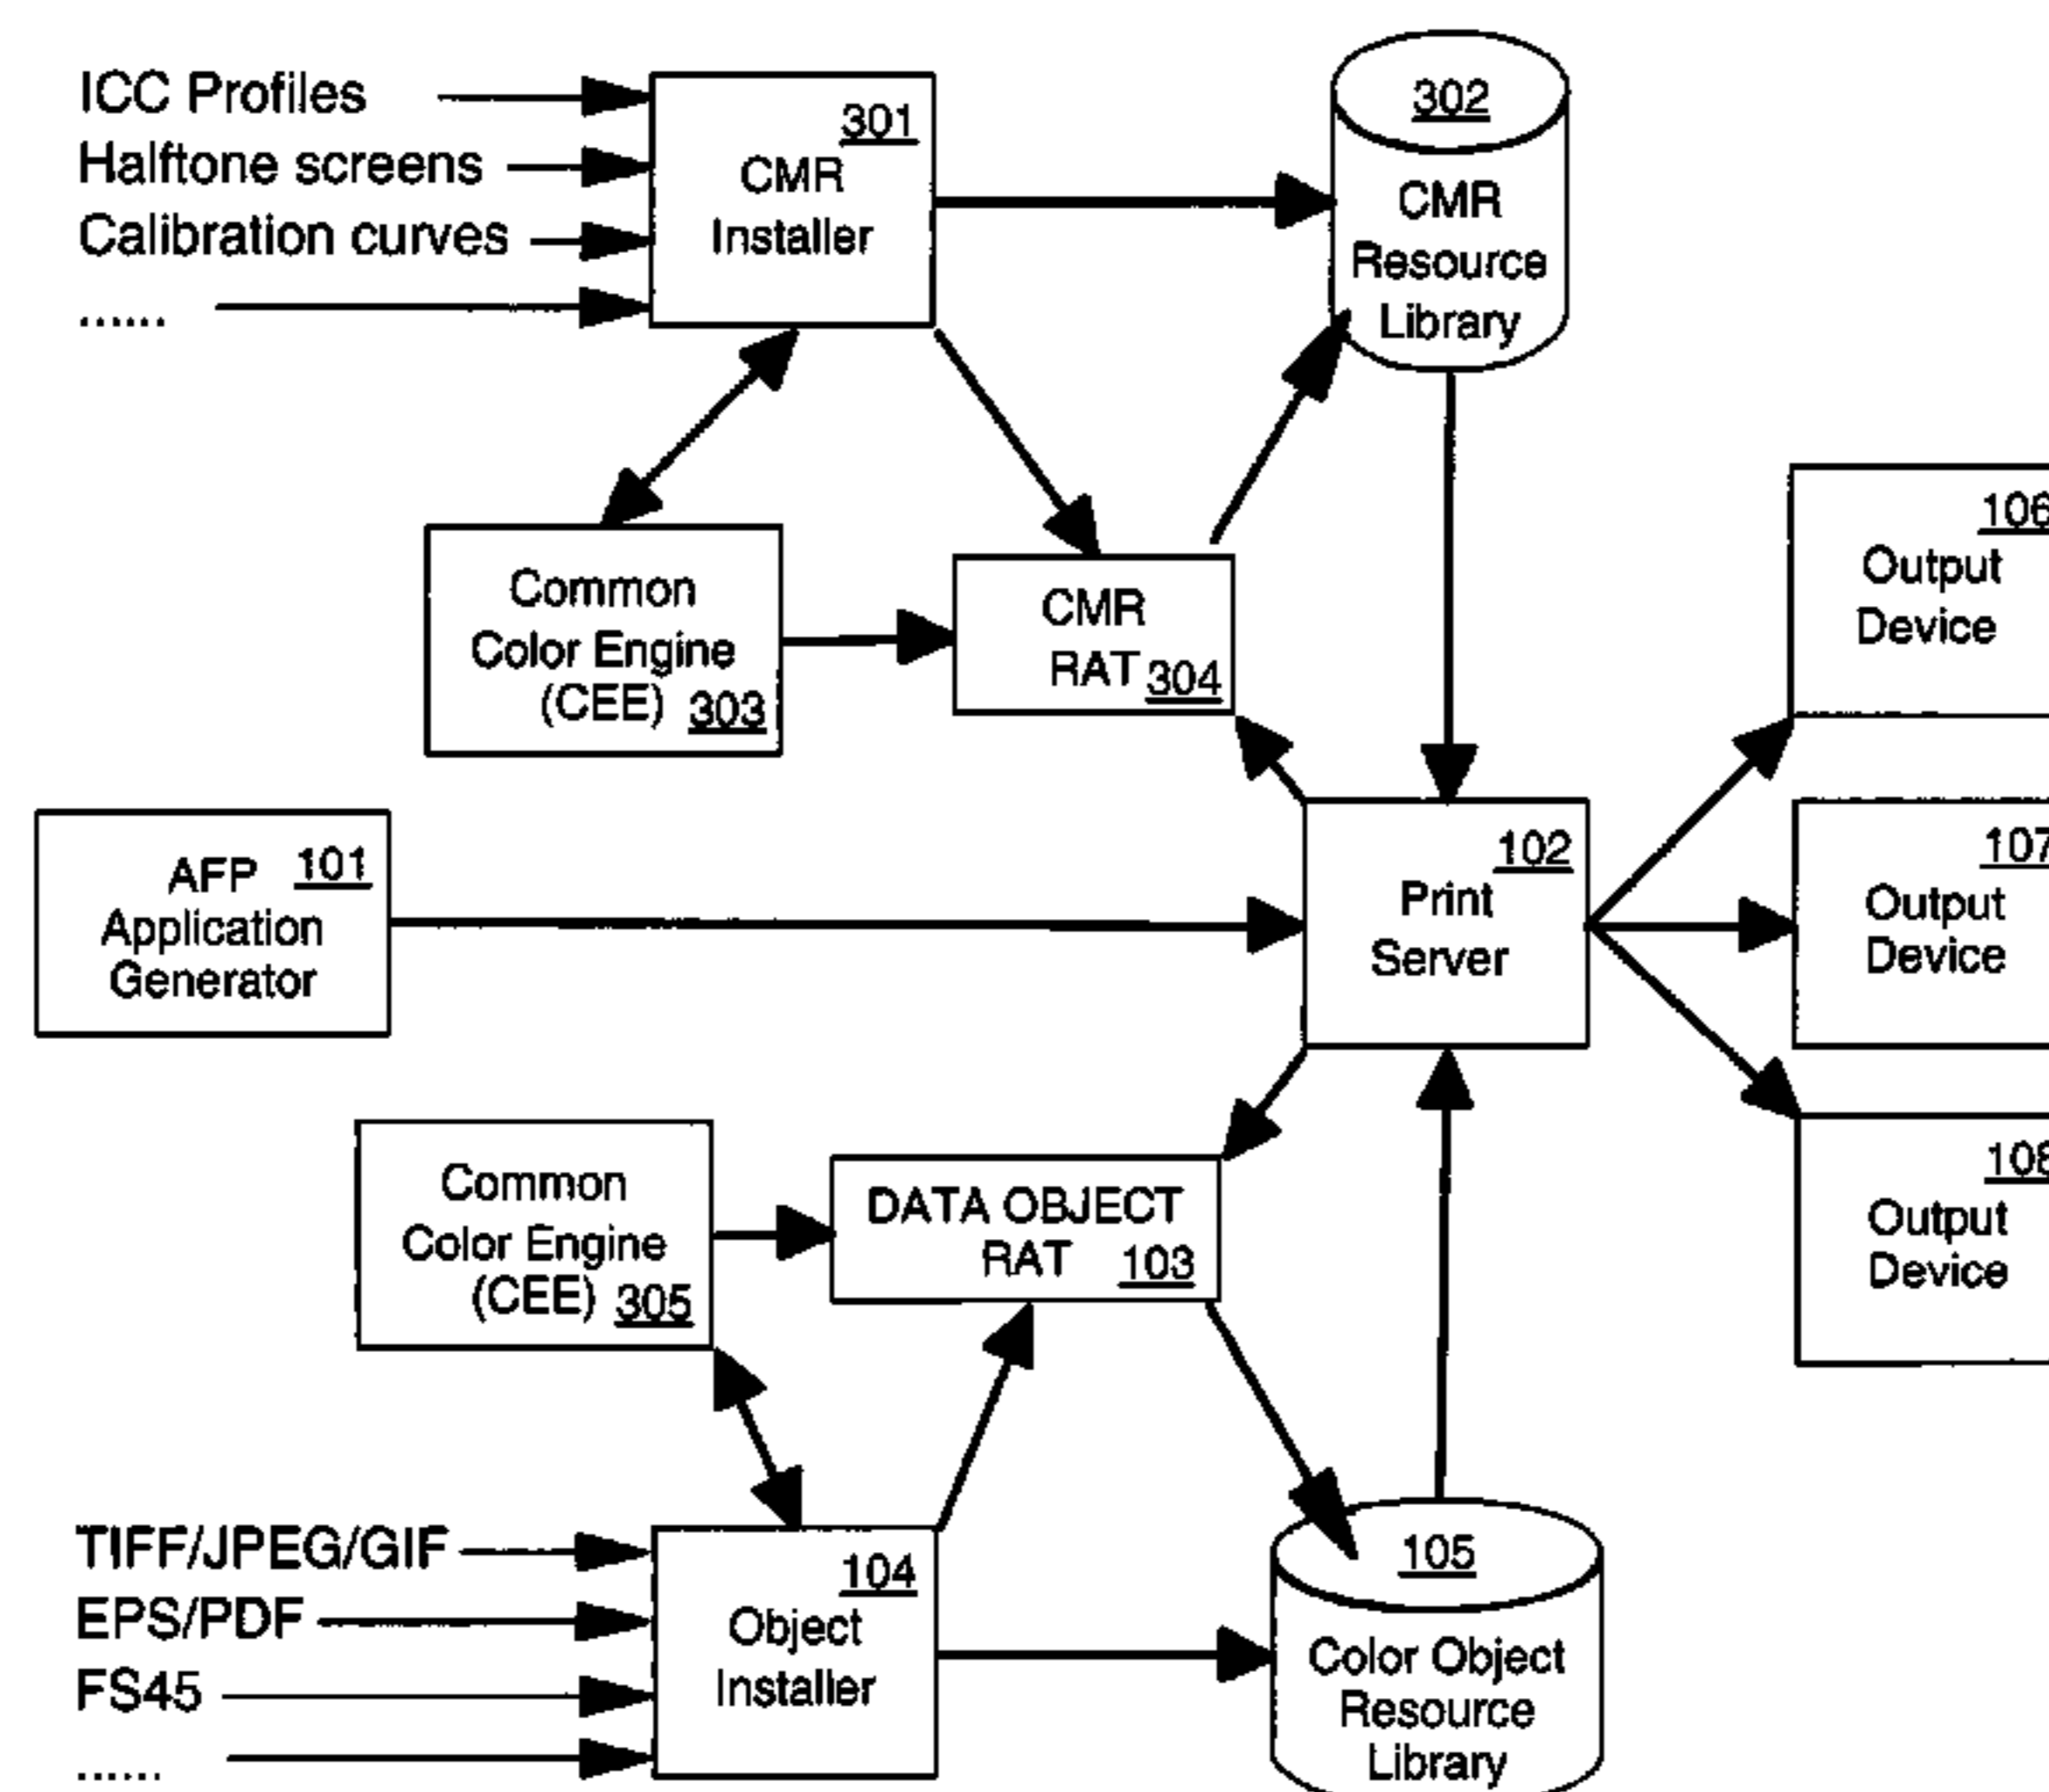 ICC Profiles
Halftone screens
Calibration curves
......
301
CMR
Installer
302
CMR
Resource
Library
Common
Color Engine
(CEE) 303
CMR
RAT 304
106
Output
Device
101
AFP
Application
Generator
102
Print
Server
107
Output
Device
Common
Color Engine
(CEE) 305
DATA OBJECT
RAT 103
108
Output
Device
TIFF/JPEG/GIF
EPS/PDF
FS45
......
104
Object
Installer
105
Color Object
Resource
Library